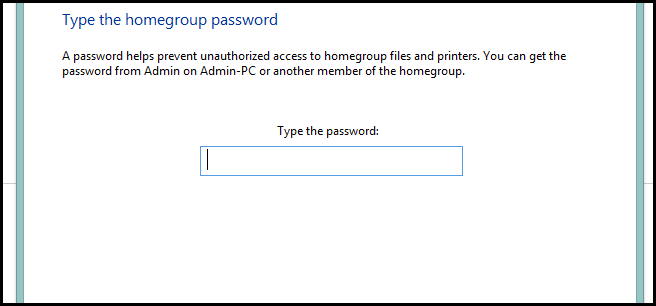 Type the homegroup password
A password helps prevent unauthorized access to homegroup files and printers. You can get the
password from Admin on Admin-PC or another member of the homegroup.
Type the password: